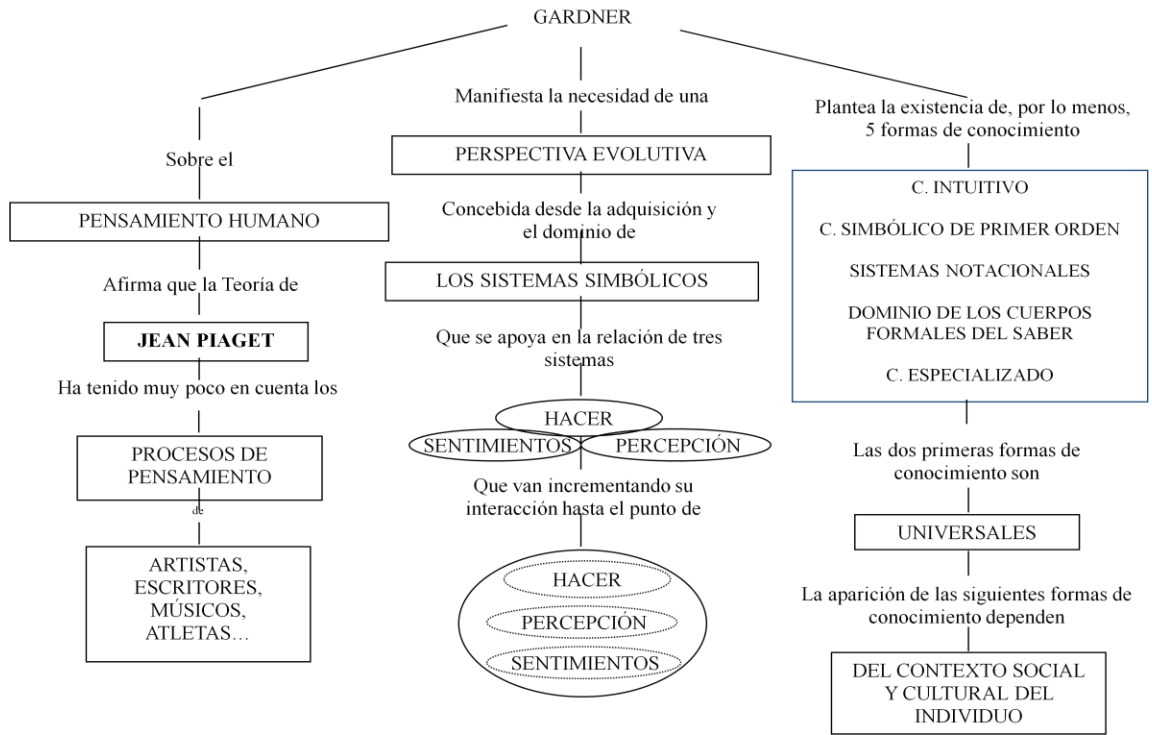 GARDNER
Sobre el
PENSAMIENTO HUMANO
Afirma que la Teoría de
JEAN PIAGET
Ha tenido muy poco en cuenta los
PROCESOS DE
PENSAMIENTO
de
ARTISTAS,
ESCRITORES,
MÚSICOS,
ATLETAS…
Manifiesta la necesidad de una
PERSPECTIVA EVOLUTIVA
Concebida desde la adquisición y
el dominio de
LOS SISTEMAS SIMBÓLICOS
Que se apoya en la relación de tres
sistemas
HACER
SENTIMIENTOS
PERCEPCIÓN
Que van incrementando su
interacción hasta el punto de
HACER
PERCEPCIÓN
SENTIMIENTOS
Plantea la existencia de, por lo menos,
5 formas de conocimiento
C. INTUITIVO
C. SIMBÓLICO DE PRIMER ORDEN
SISTEMAS NOTACIONALES
DOMINIO DE LOS CUERPOS
FORMALES DEL SABER
C. ESPECIALIZADO
Las dos primeras formas de
conocimiento son
UNIVERSALES
La aparición de las siguientes formas de
conocimiento dependen
DEL CONTEXTO SOCIAL
Y CULTURAL DEL
INDIVIDUO